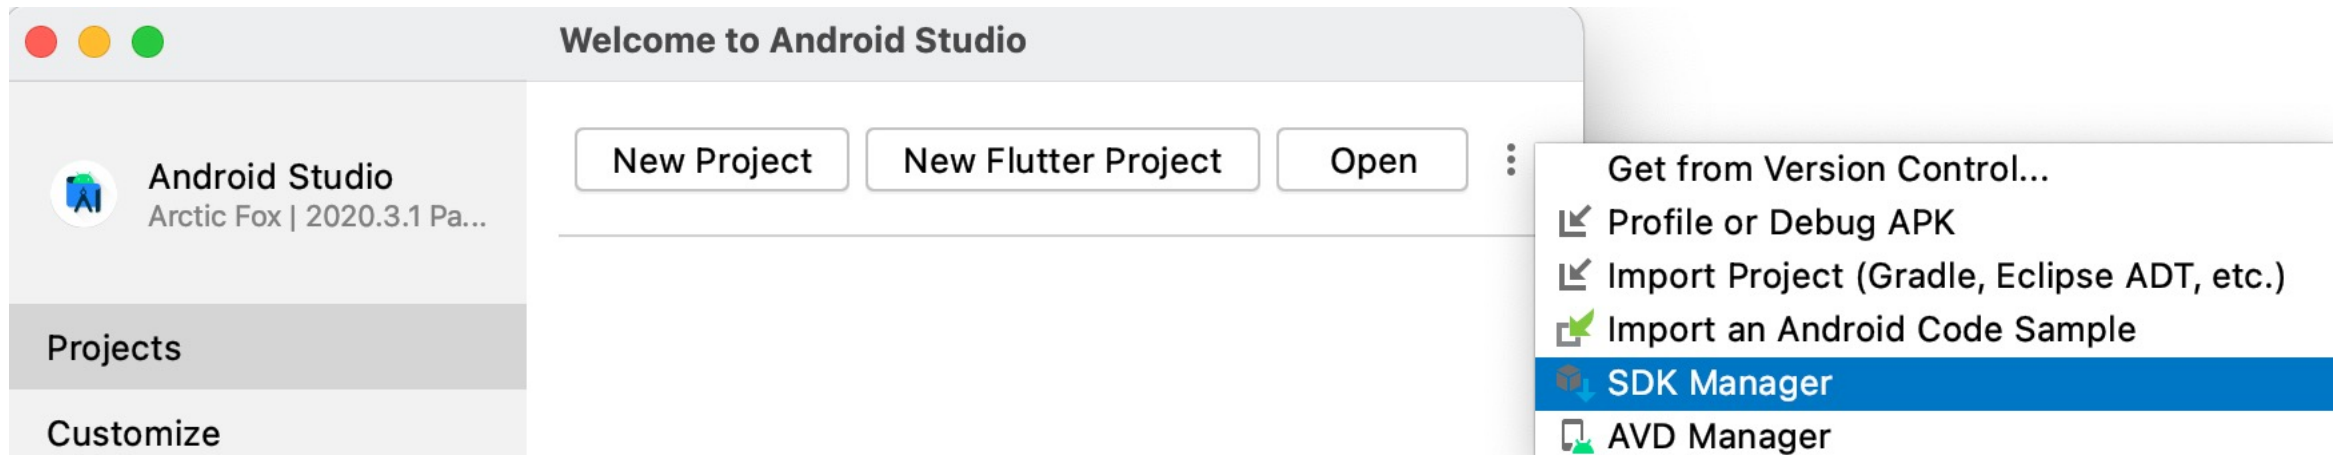 Welcome to Android Studio
Android Studio
Arctic Fox | 2020.3.1 Pa...
Projects
Customize
New Project
New Flutter Project
Open
Get from Version Control...
Profile or Debug APK
Import Project (Gradle, Eclipse ADT, etc.)
Import an Android Code Sample
SDK Manager
AVD Manager